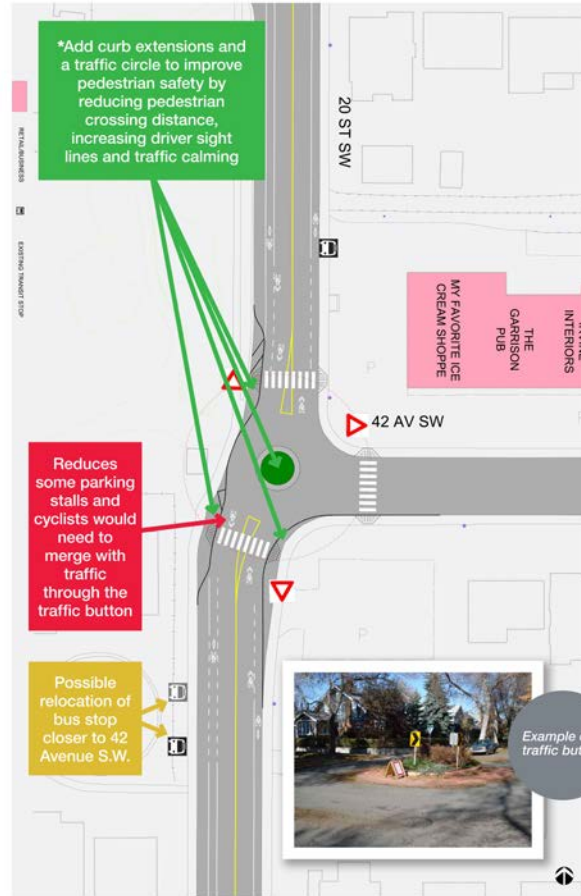 *Add curb extensions and
a traffic circle to improve
pedestrian safety by
reducing pedestrian
crossing distance,
increasing driver sight
lines and traffic calming
RETAIL/BUSINESS
EXISTING TRANSIT STOP
20 ST SW
MY FAVORITE ICE
CREAM SHOPPE
THE
GARRISON
PUB
INTERIORS
P
42 AV SW
Reduces
some parking
stalls and
cyclists would
need to
merge with
traffic
through the
traffic button
P
Possible
relocation of
bus stop
closer to 42
Avenue S.W.
Example
traffic